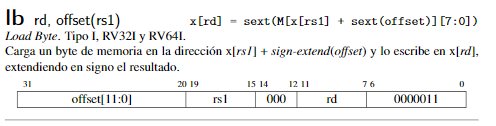 lb rd, offset(rs1) x[rd] = sext(M[x[rs1] + sext(offset)][7:0])
Load Byte. Tipo I, RV32I y RV64I.
Carga un byte de memoria en la dirección x[rs1] + sign-extend(offset) y lo escribe en x[rd],
extendiendo en signo el resultado.
31 20 19 15 14 12 11 7 6 0
offset[11:0] rs1 000 rd 0000011